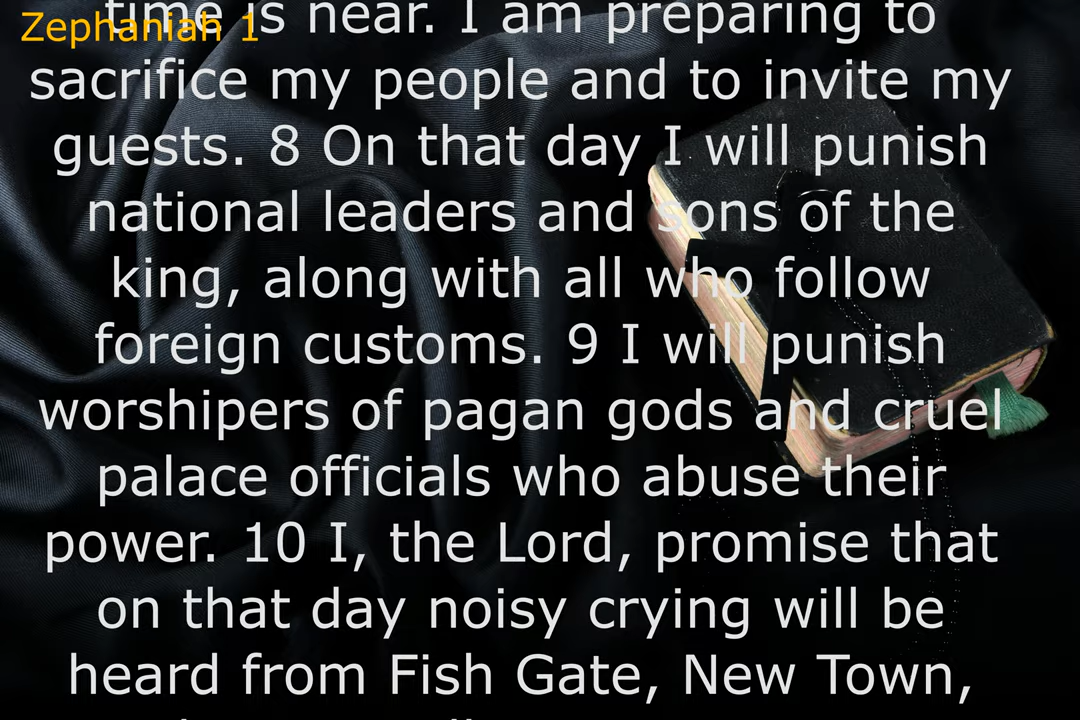 Zephaniah 1
time is near. I am preparing to
sacrifice my people and to invite my
guests. 8 On that day I will punish
national leaders and sons of the
king, along with all who follow
foreign customs. 9 I will punish
worshipers of pagan gods and cruel
palace officials who abuse their
power. 10 I, the Lord, promise that
on that day noisy crying will be
heard from Fish Gate, New Town,